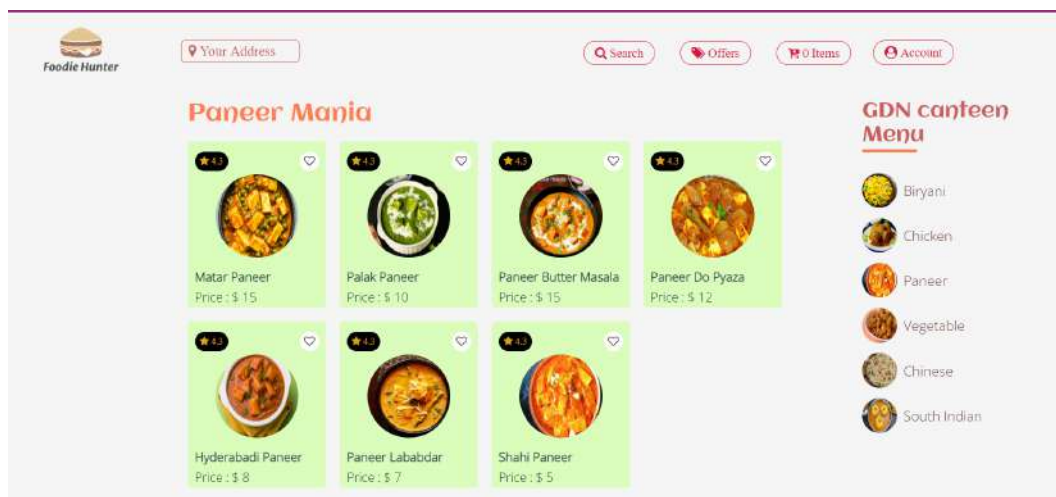 Foodie Hunter
Your Address
Search
Offers
0 Items
Account
Paneer Mania
4.3
4.3
4.3
4.3
Matar Paneer
Price : $ 15
Palak Paneer
Price : $ 10
Paneer Butter Masala
Price : $ 15
Paneer Do Pyaza
Price : $ 12
4.3
4.3
4.3
Hyderabadi Paneer
Price : $ 8
Paneer Lababdar
Price : $ 7
Shahi Paneer
Price : $ 5
GDN canteen
Menu
Biryani
Chicken
Paneer
Vegetable
Chinese
South Indian